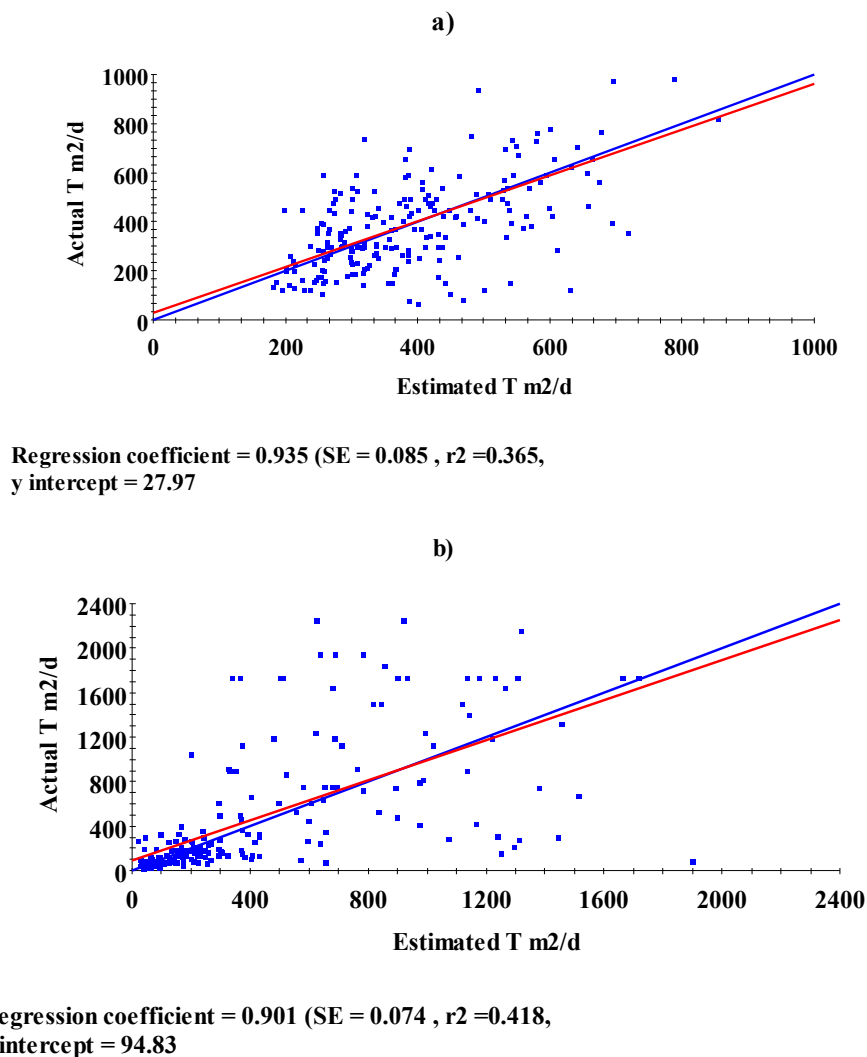 a)
1000
800
600
400
200
0
Actual T m2/d
0 200 400 600 800 1000
Estimated T m2/d
Regression coefficient = 0.935 (SE = 0.085 , r2 =0.365,
y intercept = 27.97
b)
2400
2000
1600
1200
800
400
0
Actual T m2/d
0 400 800 1200 1600 2000 2400
Estimated T m2/d
egression coefficient = 0.901 (SE = 0.074 , r2 =0.418,
intercept = 94.83